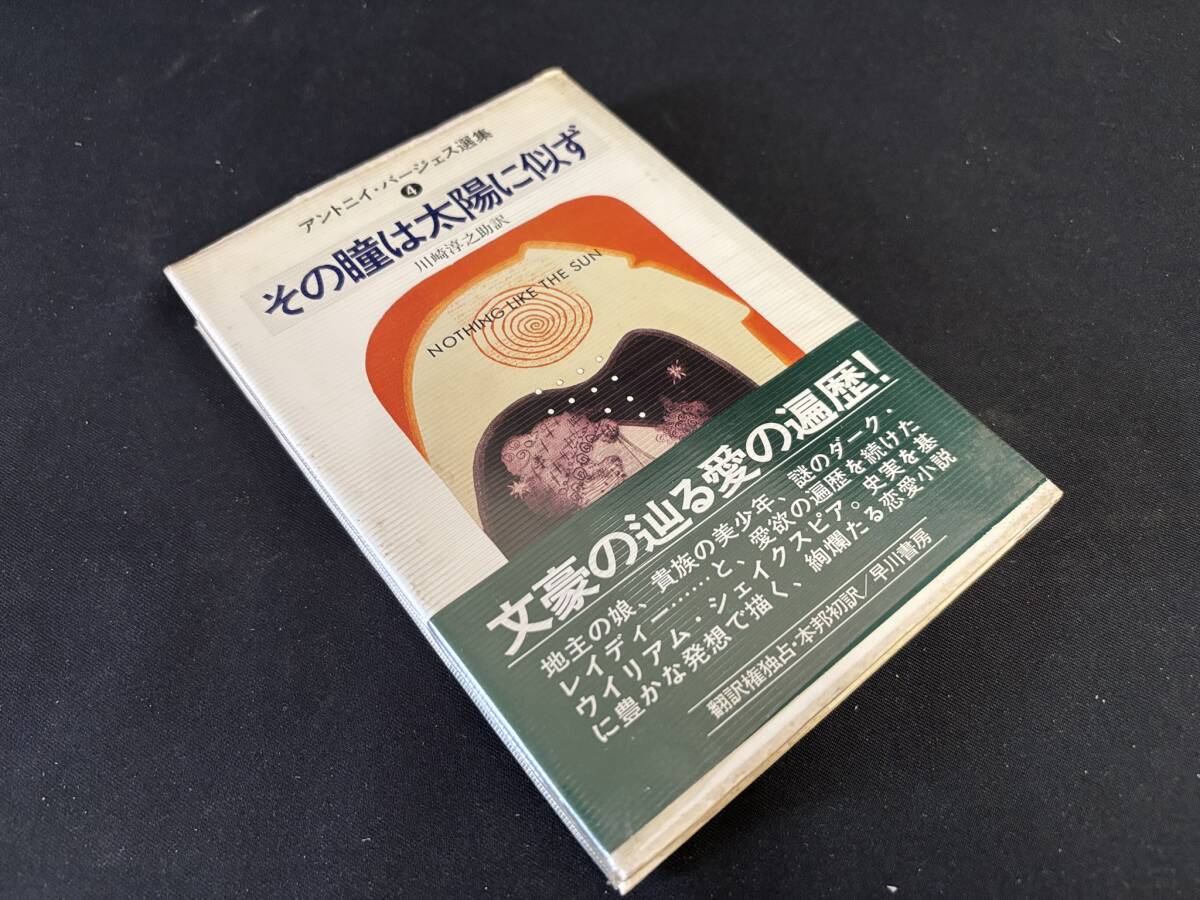 アントニイ・バージェス選集
4
その瞳は太陽に似ず
川崎淳之助訳
NOTHING LIKE THE SUN
文豪の辿る愛の遍歴!
地主の娘、貴族の美少年、謎のダーク・
レイディー……と、愛欲の遍歴を続けた
ウイリアム・シェイクスピア。史実を基
に豊かな発想で描く、絢爛たる恋愛小説
翻訳権独占・本邦初訳/早川書房